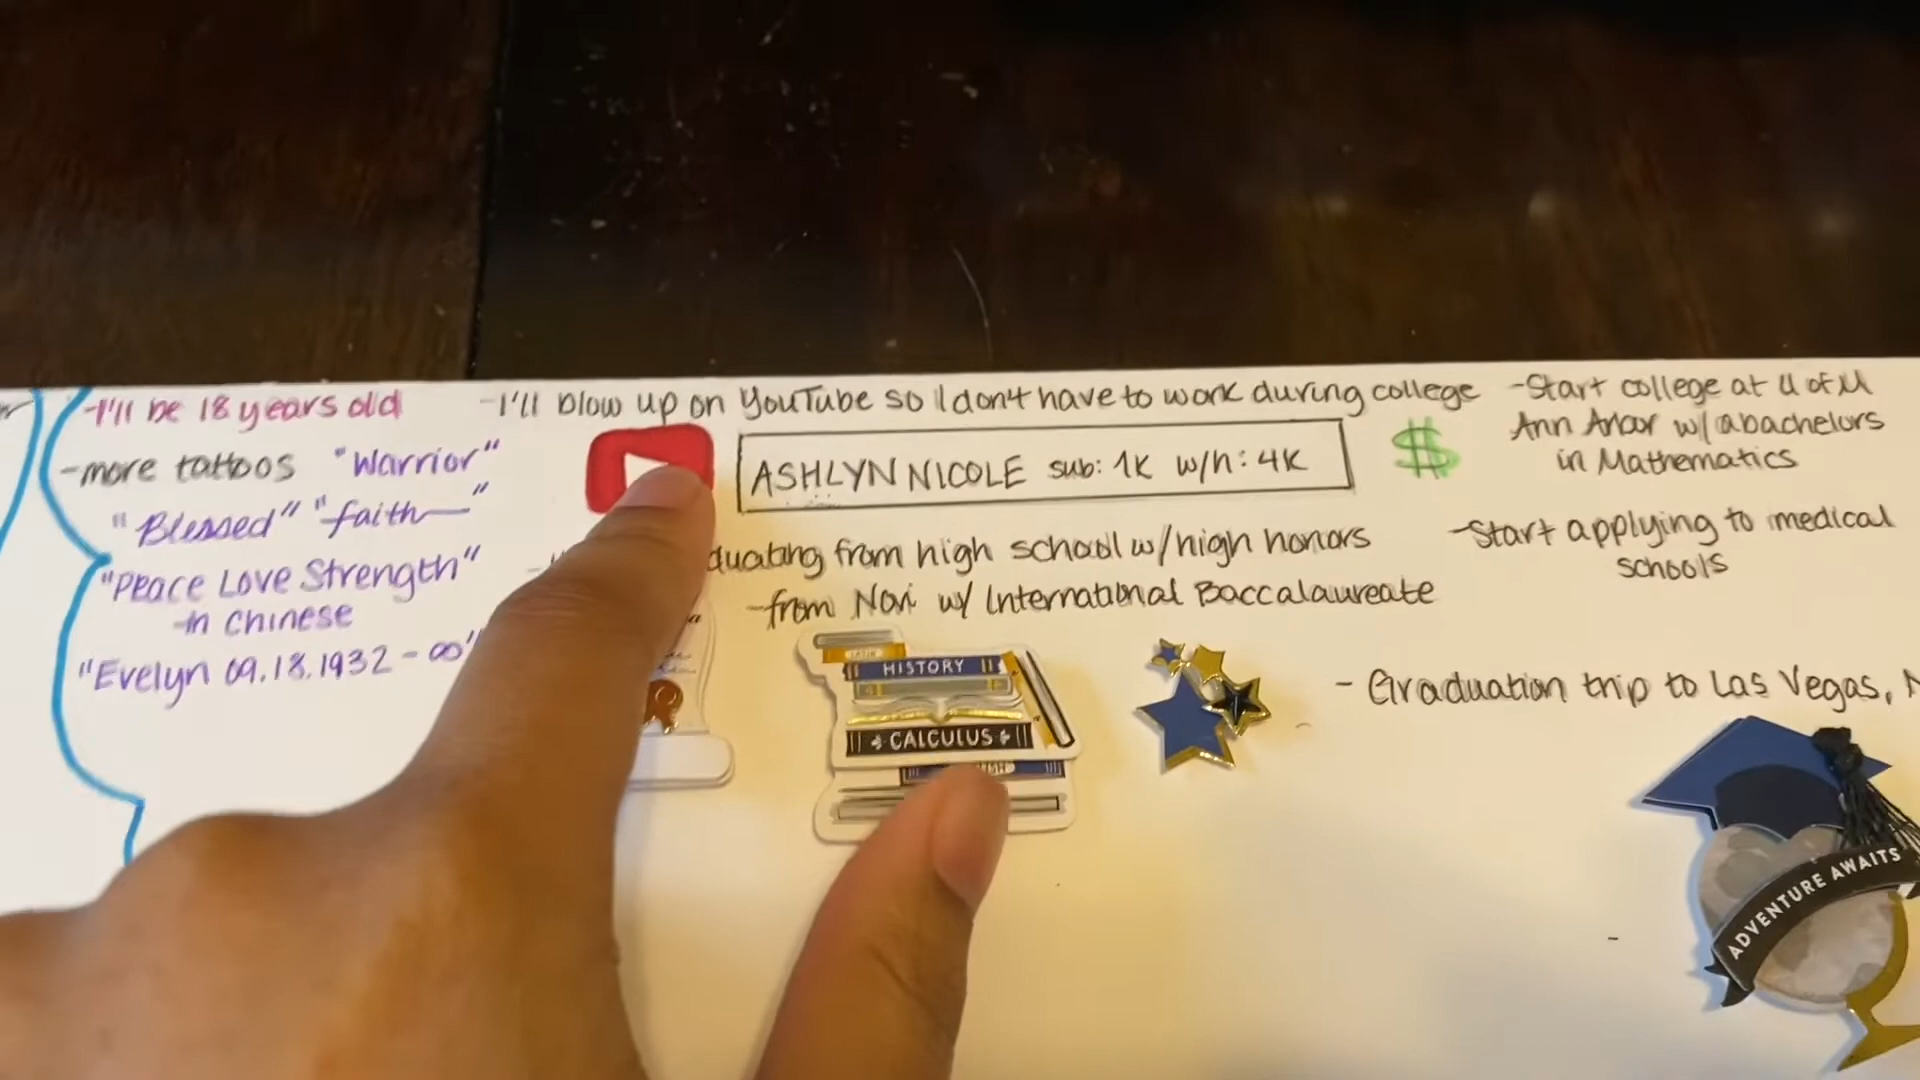 -I'll be 18 years old
-more tattoos "Warrior"
"Blessed" "faith"
"Peace Love Strength"
-in Chinese
"Evelyn 09.18.1932 - ∞"
-I'll blow up on YouTube so I don't have to work during college
ASHLYN NICOLE sub: 1K w/h: 4K
$
duating from high school w/high honors
-from Novi w/ International Baccalaureate
HISTORY
CALCULUS
-Start college at U of M
Ann Arbor w/ a bachelors
in Mathematics
-Start applying to medical
schools
- Graduation trip to Las Vegas,
ADVENTURE AWAITS